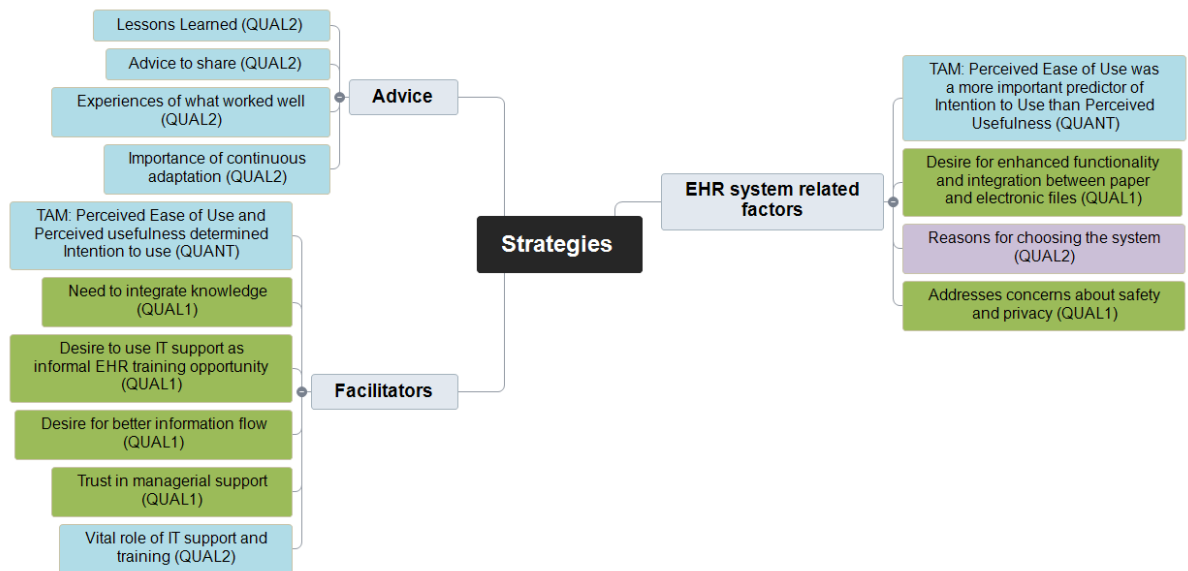 Lessons Learned (QUAL2)
Advice to share (QUAL2)
Experiences of what worked well
(QUAL2)
Importance of continuous
adaptation (QUAL2)
Advice
TAM: Perceived Ease of Use and
Perceived usefulness determined
Intention to use (QUANT)
Need to integrate knowledge
(QUAL1)
Desire to use IT support as
informal EHR training opportunity
(QUAL1)
Desire for better information flow
(QUAL1)
Trust in managerial support
(QUAL1)
Vital role of IT support and
training (QUAL2)
Facilitators
Strategies
EHR system related
factors
TAM: Perceived Ease of Use was
a more important predictor of
Intention to Use than Perceived
Usefulness (QUANT)
Desire for enhanced functionality
and integration between paper
and electronic files (QUAL1)
Reasons for choosing the system
(QUAL2)
Addresses concerns about safety
and privacy (QUAL1)